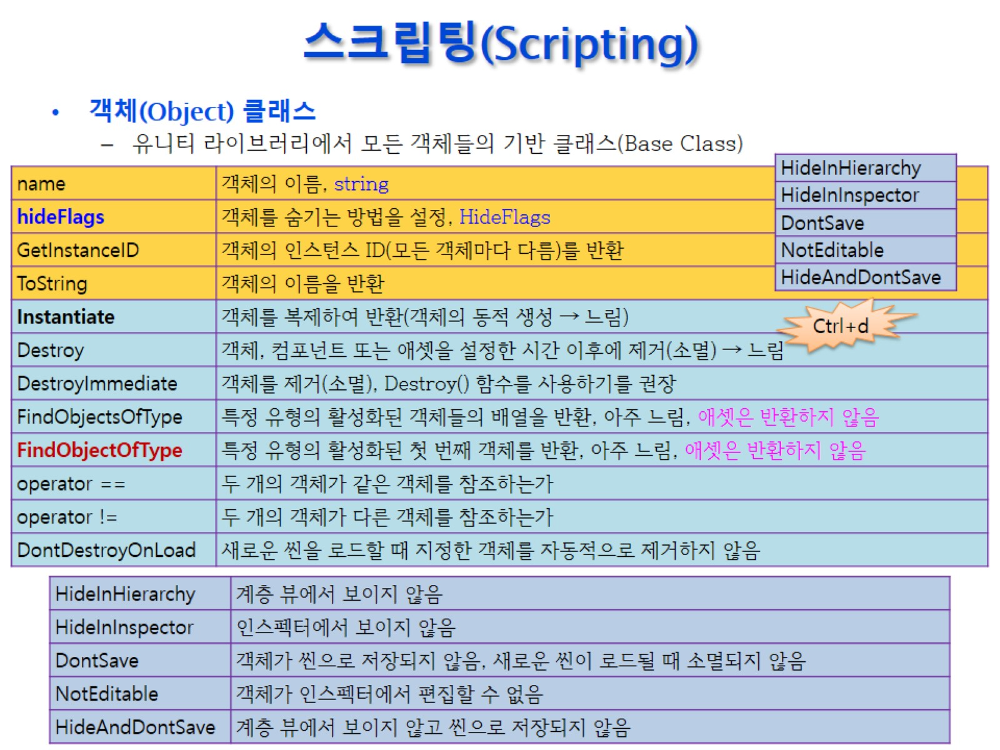 스크립팅(Scripting)
• 객체(Object) 클래스
– 유니티 라이브러리에서 모든 객체들의 기반 클래스(Base Class)
name 객체의 이름, string
hideFlags 객체를 숨기는 방법을 설정, HideFlags
GetInstanceID 객체의 인스턴스 ID(모든 객체마다 다름)를 반환
ToString 객체의 이름을 반환
HideInHierarchy
HideInInspector
DontSave
NotEditable
HideAndDontSave
Instantiate 객체를 복제하여 반환(객체의 동적 생성 → 느림)
Ctrl+d
Destroy 객체, 컴포넌트 또는 애셋을 설정한 시간 이후에 제거(소멸) → 느림
DestroyImmediate 객체를 제거(소멸), Destroy() 함수를 사용하기를 권장
FindObjectsOfType 특정 유형의 활성화된 객체들의 배열을 반환, 아주 느림, 애셋은 반환하지 않음
FindObjectOfType 특정 유형의 활성화된 첫 번째 객체를 반환, 아주 느림, 애셋은 반환하지 않음
operator == 두 개의 객체가 같은 객체를 참조하는가
operator != 두 개의 객체가 다른 객체를 참조하는가
DontDestroyOnLoad 새로운 씬을 로드할 때 지정한 객체를 자동적으로 제거하지 않음
HideInHierarchy 계층 뷰에서 보이지 않음
HideInInspector 인스펙터에서 보이지 않음
DontSave 객체가 씬으로 저장되지 않음, 새로운 씬이 로드될 때 소멸되지 않음
NotEditable 객체가 인스펙터에서 편집할 수 없음
HideAndDontSave 계층 뷰에서 보이지 않고 씬으로 저장되지 않음